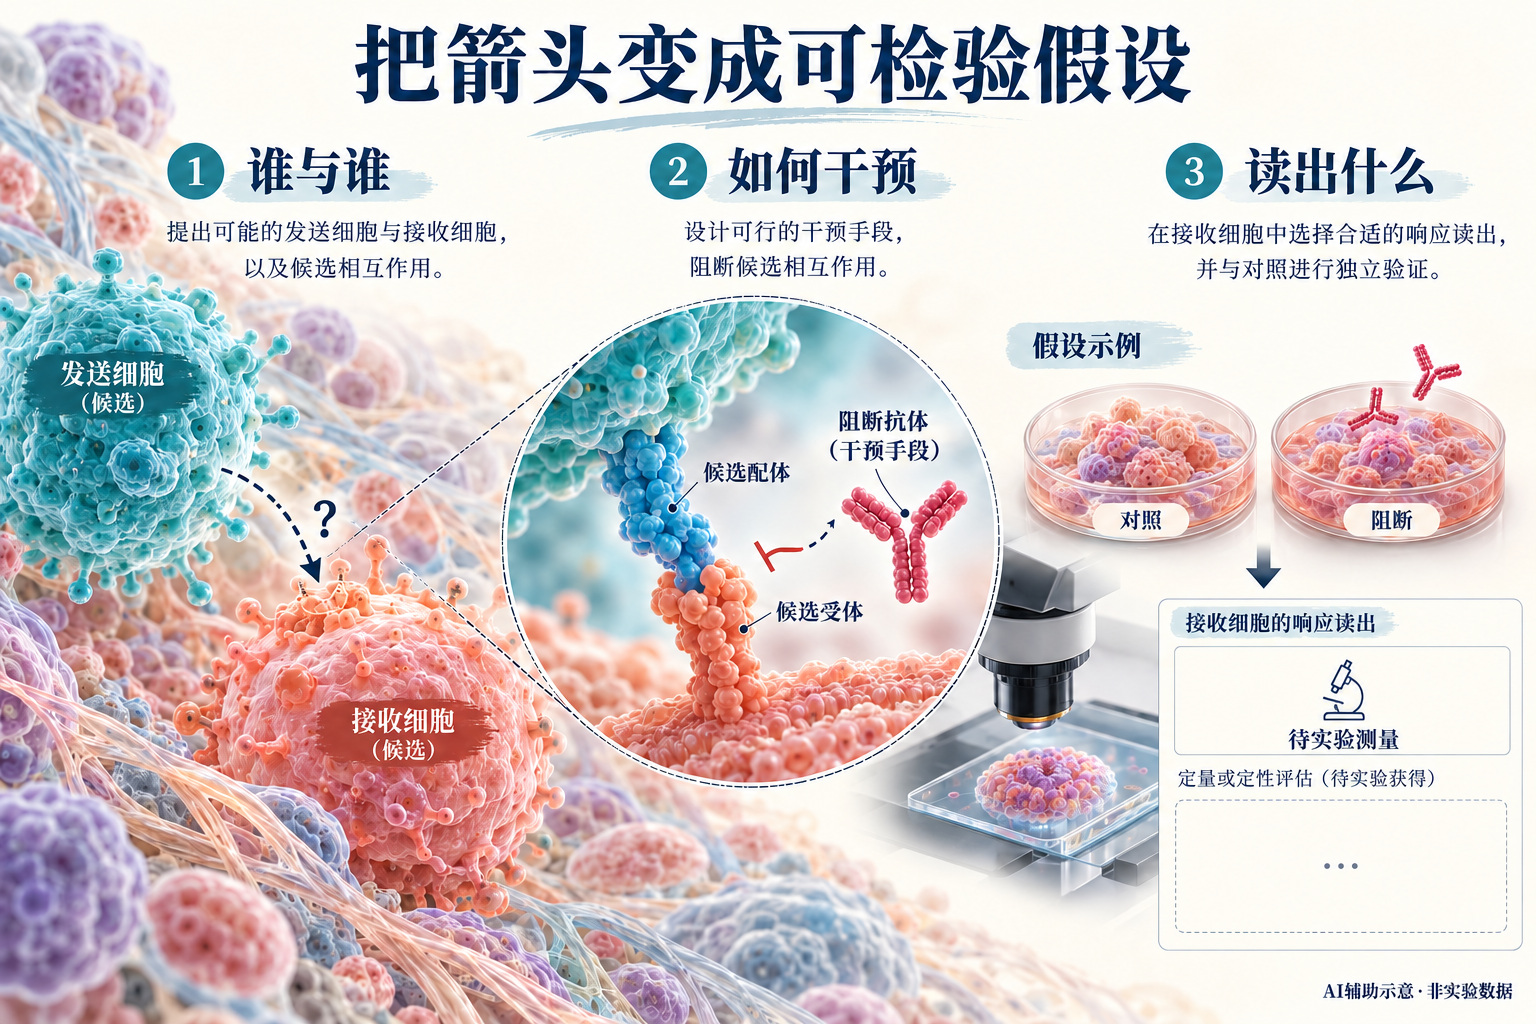 把箭头变成可检验假设
1 谁与谁
提出可能的发送细胞与接收细胞，
以及候选相互作用。
2 如何干预
设计可行的干预手段，
阻断候选相互作用。
3 读出什么
在接收细胞中选择合适的响应读出，
并与对照进行独立验证。
发送细胞
（候选）
?
接收细胞
（候选）
候选配体
阻断抗体
（干预手段）
候选受体
假设示例
对照
阻断
接收细胞的响应读出
待实验测量
定量或定性评估（待实验获得）
...
AI辅助示意·非实验数据